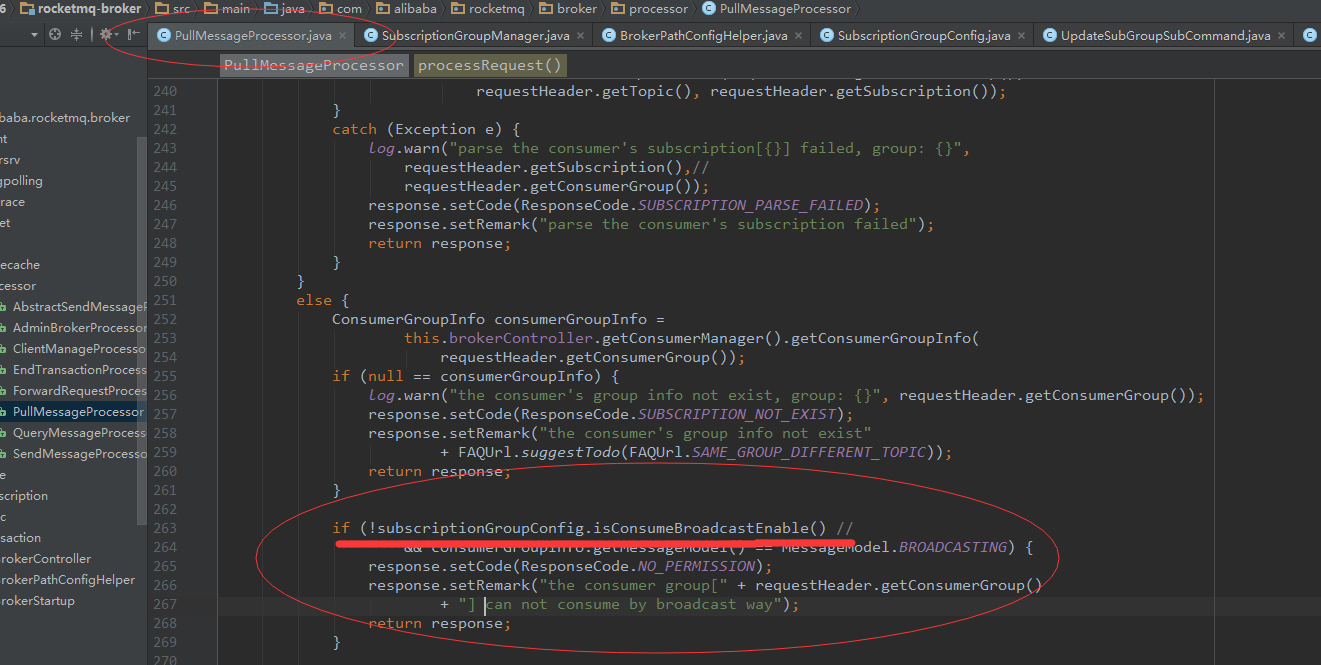 6 rocketmq-broker src main java com alibaba rocketmq broker processor PullMessageProcessor
PullMessageProcessor.java SubscriptionGroupManager.java BrokerPathConfigHelper.java SubscriptionGroupConfig.java UpdateSubGroupSubCommand.java
PullMessageProcessor processRequest()
baba.rocketmq.broker
nt
rsrv
gpolling
race
et
ecache
cessor
AbstractSendMessageP
AdminBrokerProcessor
ClientManageProcesso
EndTransactionProcess
ForwardRequestProces
PullMessageProcessor
QueryMessageProcess
SendMessageProcesso
e
scription
c
saction
rokerController
rokerPathConfigHelper
rokerStartup
240 requestHeader.getTopic(), requestHeader.getSubscription());
241 }
242 catch (Exception e) {
243 log.warn("parse the consumer's subscription[{}] failed, group: {}",
244 requestHeader.getSubscription(),//
245 requestHeader.getConsumerGroup());
246 response.setCode(ResponseCode.SUBSCRIPTION_PARSE_FAILED);
247 response.setRemark("parse the consumer's subscription failed");
248 return response;
249 }
250 }
251 else {
252 ConsumerGroupInfo consumerGroupInfo =
253 this.brokerController.getConsumerManager().getConsumerGroupInfo(
254 requestHeader.getConsumerGroup());
255 if (null == consumerGroupInfo) {
256 log.warn("the consumer's group info not exist, group: {}", requestHeader.getConsumerGroup());
257 response.setCode(ResponseCode.SUBSCRIPTION_NOT_EXIST);
258 response.setRemark("the consumer's group info not exist"
259 + FAQUrl.suggestTodo(FAQUrl.SAME_GROUP_DIFFERENT_TOPIC));
260 return response;
261 }
262
263 if (!subscriptionGroupConfig.isConsumeBroadcastEnable() //
264 && consumerGroupInfo.getMessageModel() == MessageModel.BROADCASTING) {
265 response.setCode(ResponseCode.NO_PERMISSION);
266 response.setRemark("the consumer group[" + requestHeader.getConsumerGroup()
267 + "] can not consume by broadcast way");
268 return response;
269 }
270